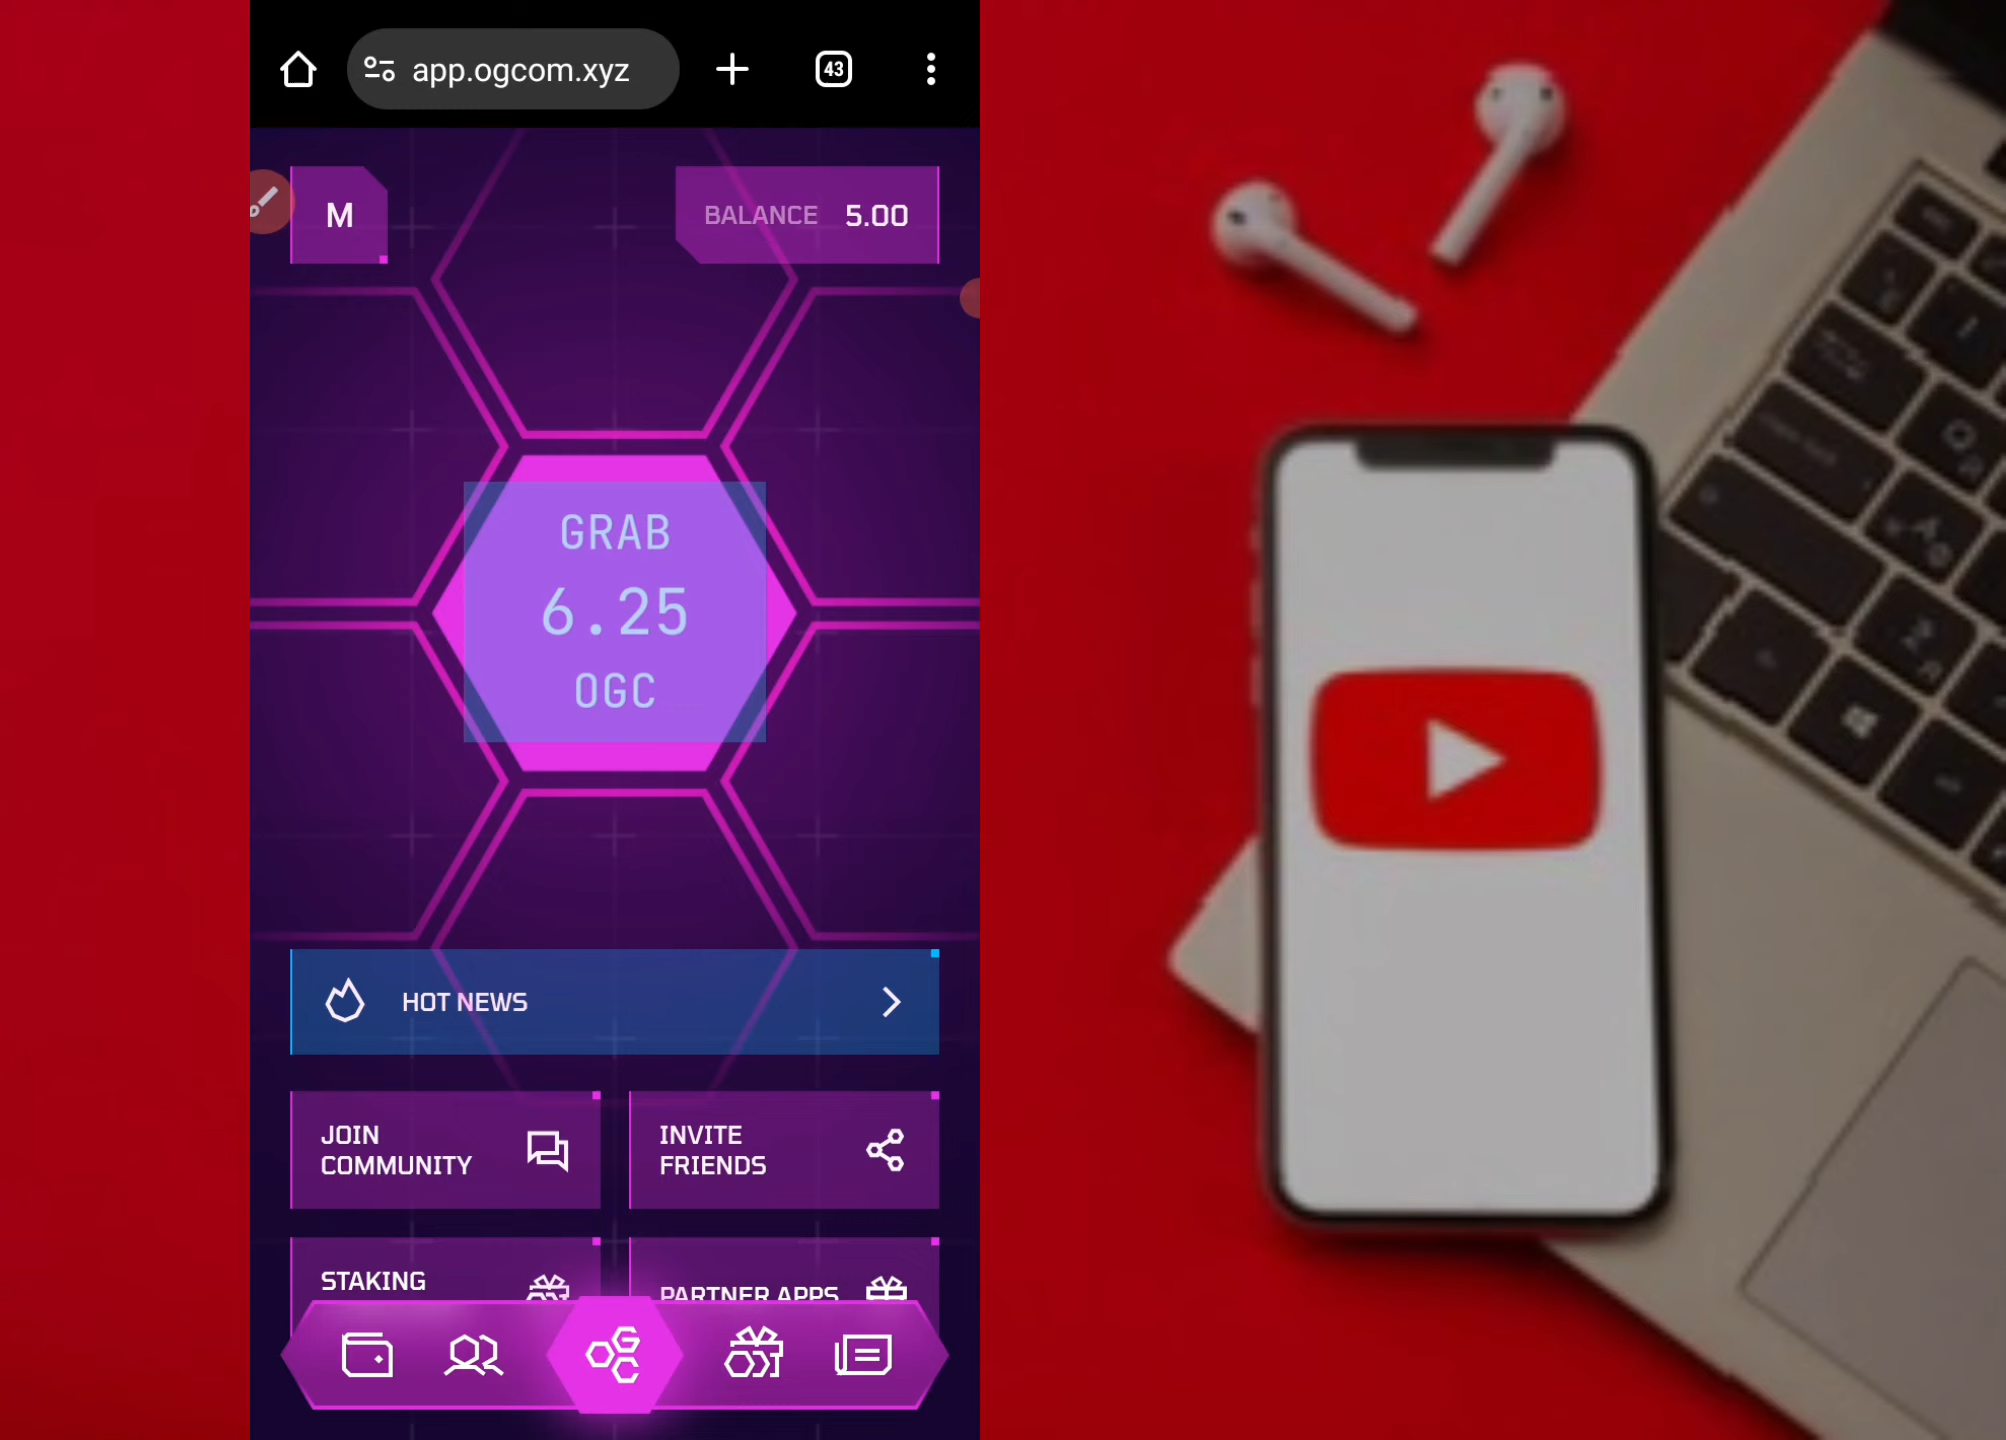 app.ogcom.xyz
43
M
BALANCE 5.00
GRAB
6.25
OGC
HOT NEWS
JOIN
COMMUNITY
INVITE
FRIENDS
STAKING
PARTNER APPS
GC